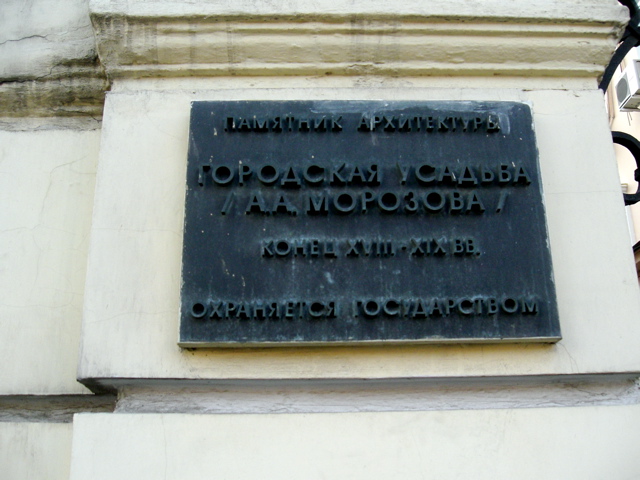 ПАМЯТНИК АРХИТЕКТУРЫ
ГОРОДСКАЯ УСАДЬБА
/ А.А. МОРОЗОВА /
КОНЕЦ XVIII - XIX ВВ.
ОХРАНЯЕТСЯ ГОСУДАРСТВОМ